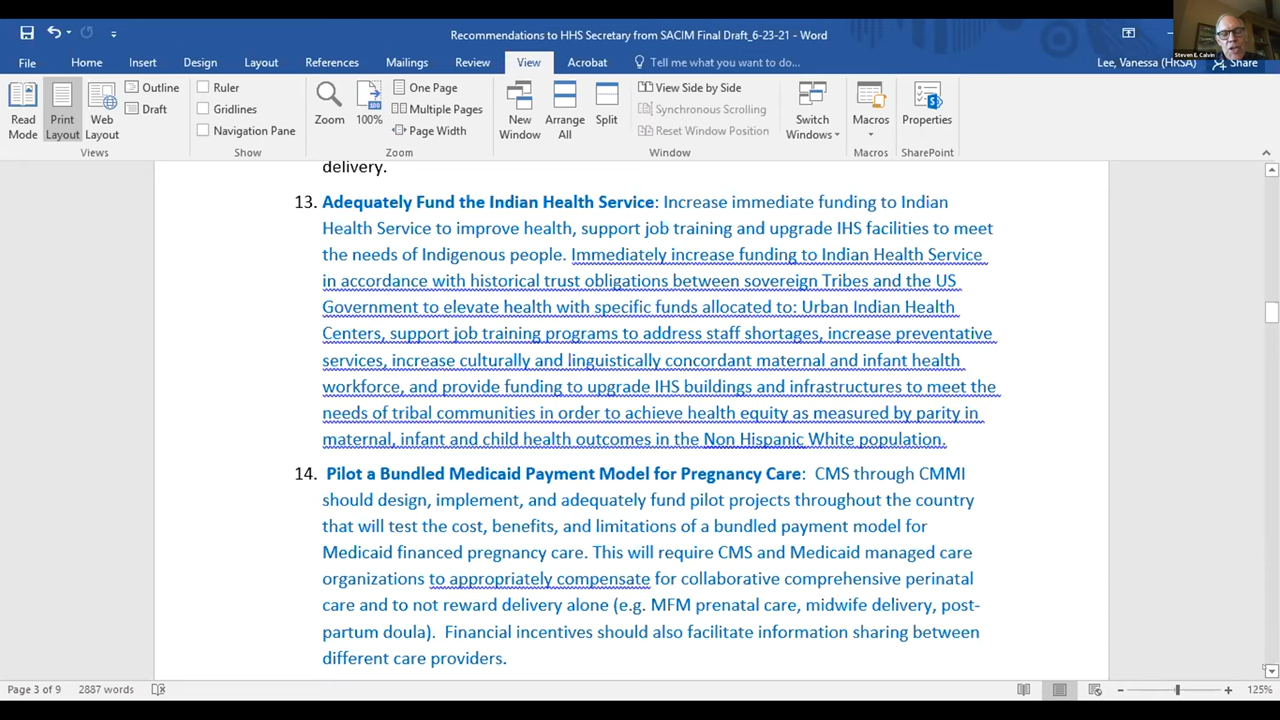 Recommendations to HHS Secretary from SACIM Final Draft_6-23-21 - Word
Steven E. Calvin
File Home Insert Design Layout References Mailings Review View Acrobat Tell me what you want to do... Lee, Vanessa (HRSA) Share
Read Mode
Print Layout
Web Layout
Outline
Draft
Views
Ruler
Gridlines
Navigation Pane
Show
Zoom
100%
One Page
Multiple Pages
Page Width
Zoom
New Window
Arrange All
Split
View Side by Side
Synchronous Scrolling
Reset Window Position
Switch Windows
Window
Macros
Macros
Properties
SharePoint
delivery.
13. Adequately Fund the Indian Health Service: Increase immediate funding to Indian
Health Service to improve health, support job training and upgrade IHS facilities to meet
the needs of Indigenous people. Immediately increase funding to Indian Health Service
in accordance with historical trust obligations between sovereign Tribes and the US
Government to elevate health with specific funds allocated to: Urban Indian Health
Centers, support job training programs to address staff shortages, increase preventative
services, increase culturally and linguistically concordant maternal and infant health
workforce, and provide funding to upgrade IHS buildings and infrastructures to meet the
needs of tribal communities in order to achieve health equity as measured by parity in
maternal, infant and child health outcomes in the Non Hispanic White population.
14. Pilot a Bundled Medicaid Payment Model for Pregnancy Care: CMS through CMMI
should design, implement, and adequately fund pilot projects throughout the country
that will test the cost, benefits, and limitations of a bundled payment model for
Medicaid financed pregnancy care. This will require CMS and Medicaid managed care
organizations to appropriately compensate for collaborative comprehensive perinatal
care and to not reward delivery alone (e.g. MFM prenatal care, midwife delivery, post-
partum doula). Financial incentives should also facilitate information sharing between
different care providers.
Page 3 of 9 2887 words 125%